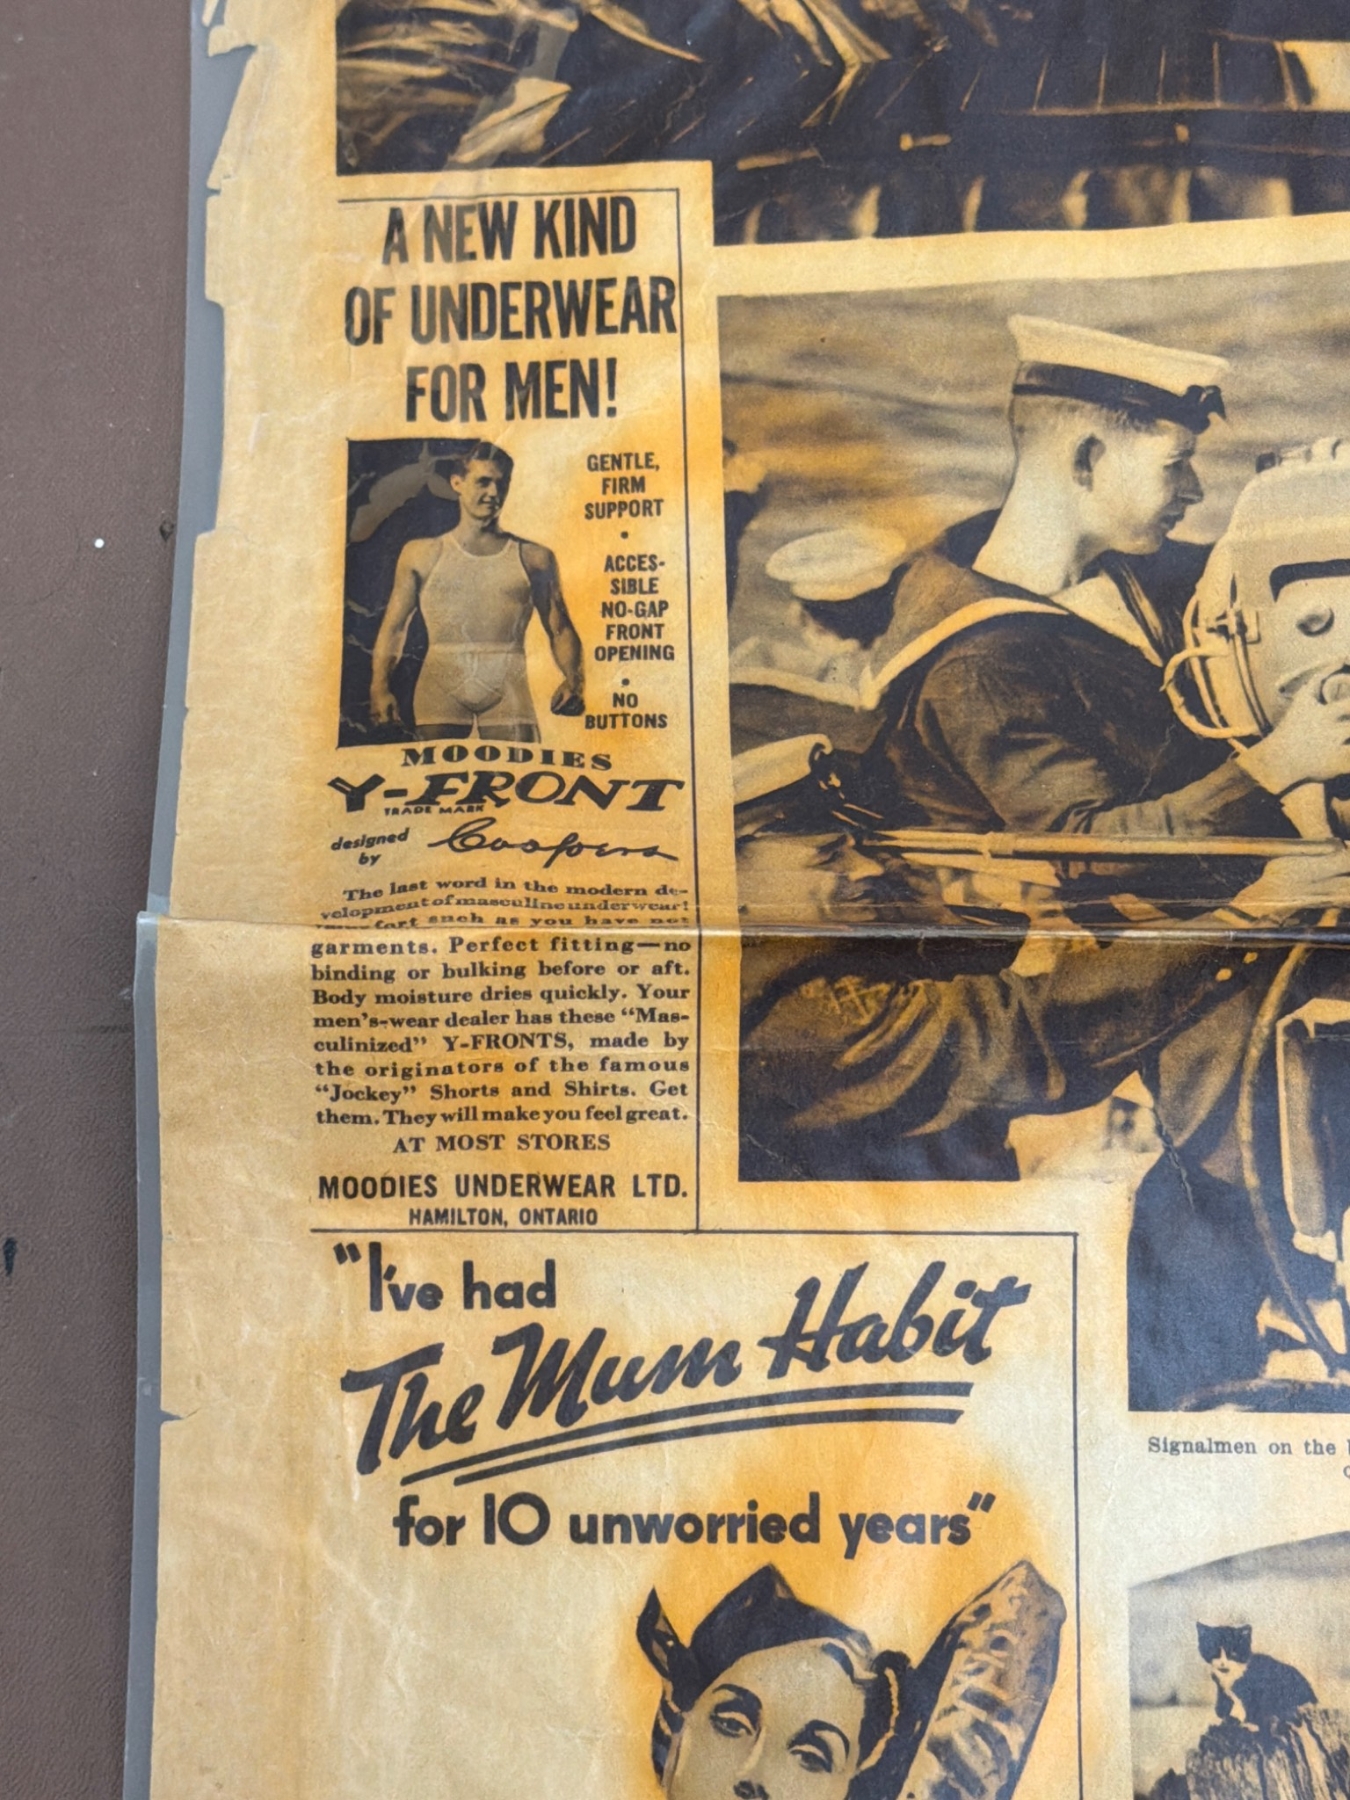 A NEW KIND
OF UNDERWEAR
FOR MEN!
GENTLE,
FIRM
SUPPORT
•
ACCES-
SIBLE
NO-GAP
FRONT
OPENING
•
NO
BUTTONS
MOODIES
Y-FRONT
TRADE MARK
designed
by
Coopers
The last word in the modern de-
velopment of masculine underwear!
such as you have not
garments. Perfect fitting—no
binding or bulking before or aft.
Body moisture dries quickly. Your
men's-wear dealer has these "Mas-
culinized" Y-FRONTS, made by
the originators of the famous
"Jockey" Shorts and Shirts. Get
them. They will make you feel great.
AT MOST STORES
MOODIES UNDERWEAR LTD.
HAMILTON, ONTARIO
"I've had
The Mum Habit
for 10 unworried years"
Signalmen on the